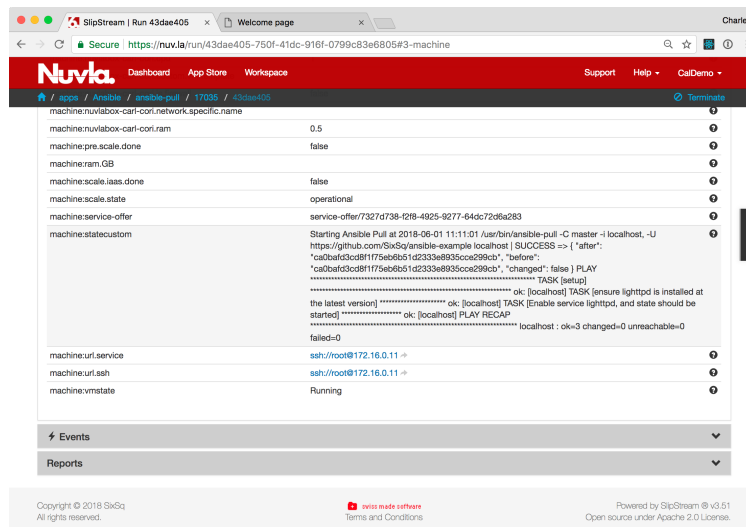 SlipStream | Run 43dae405
Welcome page
Charle
Secure https://nuv.la/run/43dae405-750f-41dc-916f-0799c83e6805#3-machine
Nuvla. Dashboard App Store Workspace Support Help CalDemo
/ apps / Ansible / ansible-pull / 17035 / 43dae405 Terminate
machine:nuvlabox-carl-cori.network.specific.name
machine:nuvlabox-carl-cori.ram 0.5
machine:pre.scale.done false
machine:ram.GB
machine:scale.iaas.done false
machine:scale.state operational
machine:service-offer service-offer/7327d738-f2f8-4925-9277-64dc72d6a283
machine:statecustom Starting Ansible Pull at 2018-06-01 11:11:01 /usr/bin/ansible-pull -C master -i localhost, -U
https://github.com/SixSq/ansible-example localhost | SUCCESS => { "after":
"ca0bafd3cd8f1f75eb6b51d2333e8935cce299cb", "before":
"ca0bafd3cd8f1f75eb6b51d2333e8935cce299cb", "changed": false } PLAY
*************************************************************************** TASK [setup]
******************************************************************* ok: [localhost] TASK [ensure lighttpd is installed at
the latest version] ********************** ok: [localhost] TASK [Enable service lighttpd, and state should be
started] ******************** ok: [localhost] PLAY RECAP
********************************************************************* localhost : ok=3 changed=0 unreachable=0
failed=0
machine:url.service ssh://root@172.16.0.11
machine:url.ssh ssh://root@172.16.0.11
machine:vmstate Running
Events
Reports
Copyright © 2018 SixSq swiss made software Powered by SlipStream ® v3.51
All rights reserved. Terms and Conditions Open source under Apache 2.0 License.